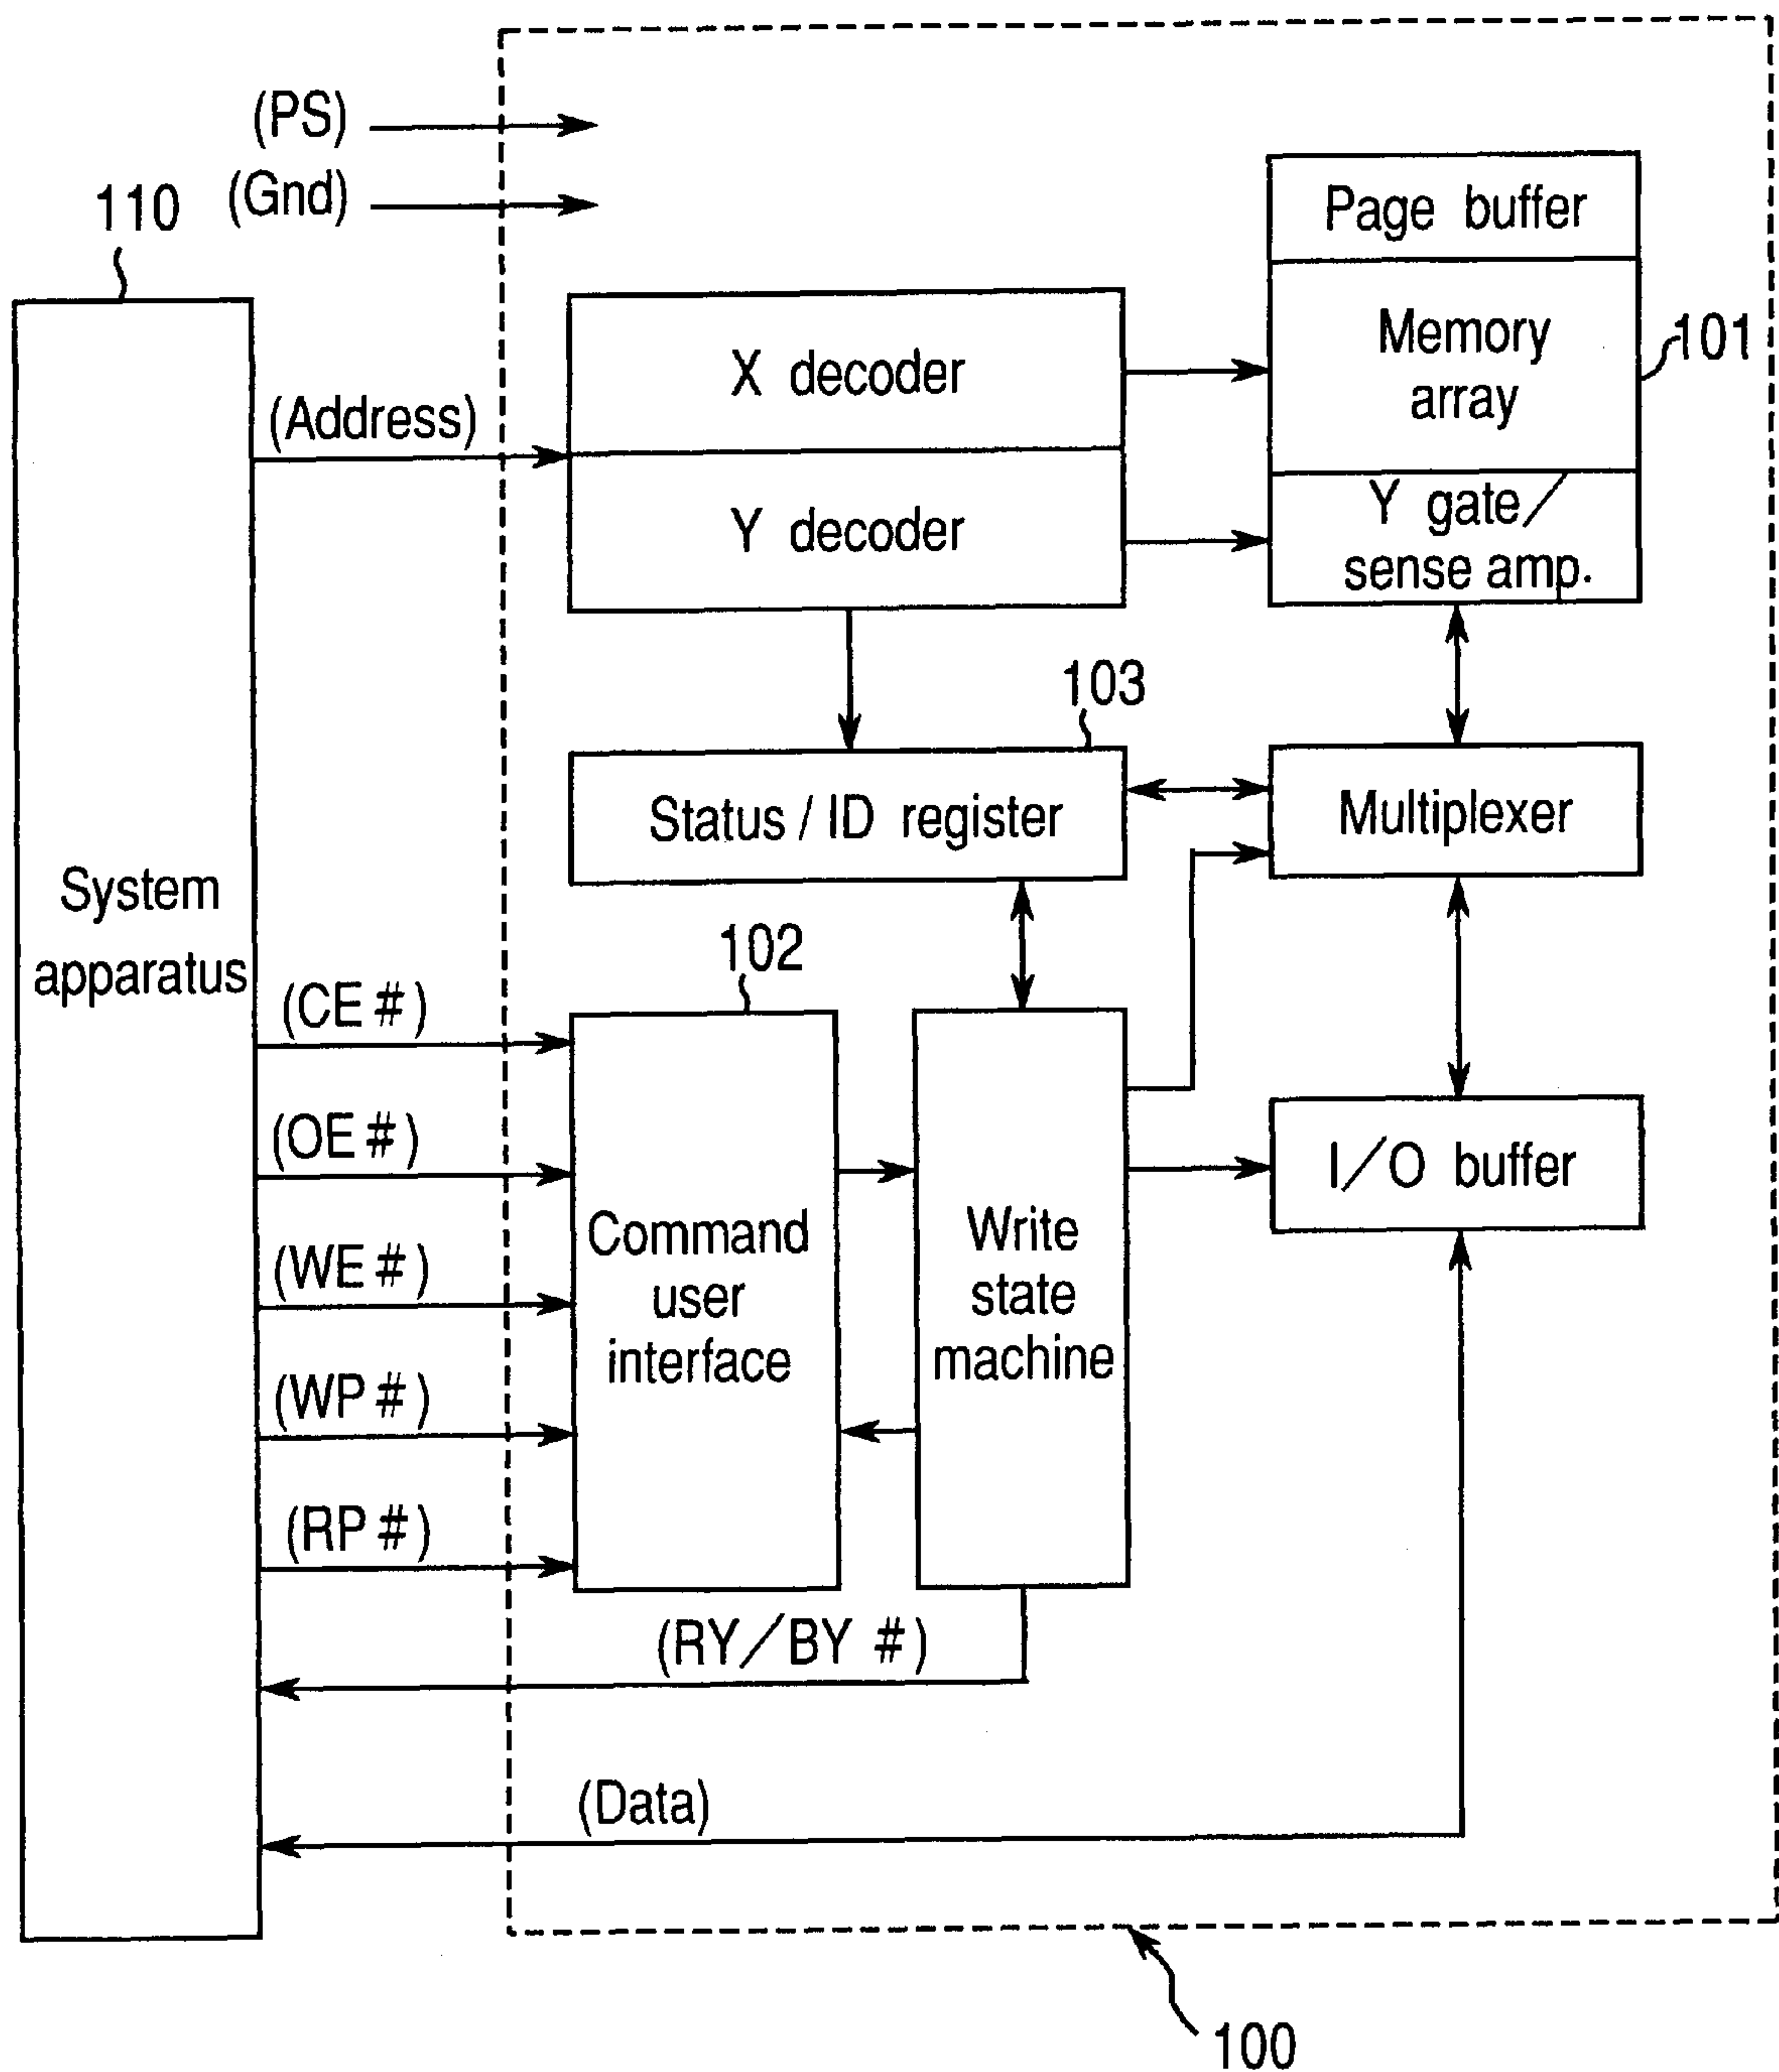 (PS)
(Gnd)
110
Page buffer
Memory
array
101
X decoder
(Address)
Y decoder
Y gate/
sense amp.
103
Status / ID register
Multiplexer
System
apparatus
102
(CE #)
(OE #)
(WE #)
(WP #)
(RP #)
Command
user
interface
Write
state
machine
I/O buffer
(RY/BY #)
(Data)
100